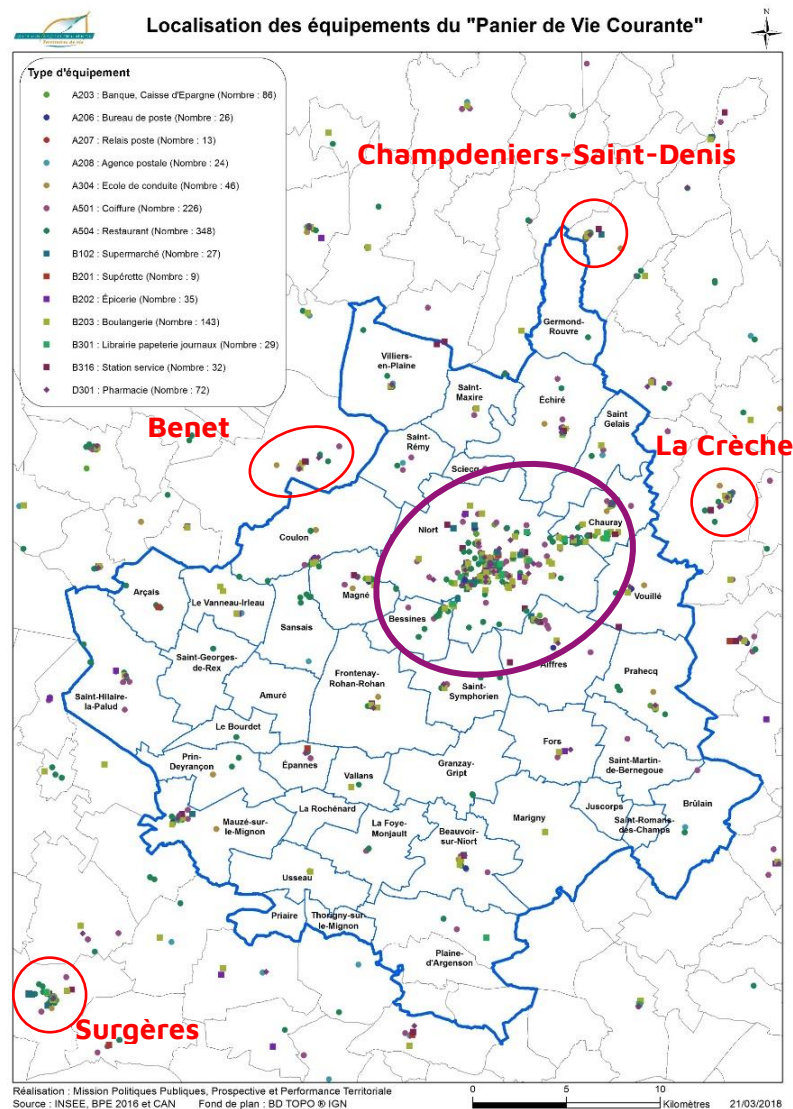 Localisation des équipements du "Panier de Vie Courante"
N
Type d'équipement
A203 : Banque, Caisse d'Epargne (Nombre : 86)
A206 : Bureau de poste (Nombre : 26)
A207 : Relais poste (Nombre : 13)
A208 : Agence postale (Nombre : 24)
A304 : Ecole de conduite (Nombre : 46)
A501 : Coiffure (Nombre : 226)
A504 : Restaurant (Nombre : 348)
B102 : Supermarché (Nombre : 27)
B201 : Supérette (Nombre : 9)
B202 : Épicerie (Nombre : 35)
B203 : Boulangerie (Nombre : 143)
B301 : Librairie papeterie journaux (Nombre : 29)
B316 : Station service (Nombre : 32)
D301 : Pharmacie (Nombre : 72)
Champdeniers-Saint-Denis
Germond-
Rouvre
Villiers-
en-Plaine
Saint-
Maxire
Échiré
Saint
Gelais
Benet
Saint-
Rémy
Sciecq
La Crèche
Coulon
Niort
Chauray
Arçais
Le Vanneau-Irleau
Magné
Vouillé
Sansais
Bessines
Saint-Georges-
de-Rex
Aiffres
Frontenay-
Rohan-Rohan
Prahecq
Saint-Hilaire-
la-Palud
Amuré
Saint-
Symphorien
Le Bourdet
Prin-
Deyrançon
Épannes
Vallans
Granzay-
Gript
Fors
Saint-Martin-
de-Bernegoue
La Rochénard
Mauzé-sur-
le-Mignon
La Foye-
Monjault
Beauvoir-
sur-Niort
Marigny
Juscorps
Brûlain
Saint-Romans-
des-Champs
Usseau
Priaire
Thorigny-sur-
le-Mignon
Plaine-
d'Argenson
Surgères
Réalisation : Mission Politiques Publiques, Prospective et Performance Territoriale
Source : INSEE, BPE 2016 et CAN Fond de plan : BD TOPO ® IGN
0 5 10
Kilomètres 21/03/2018